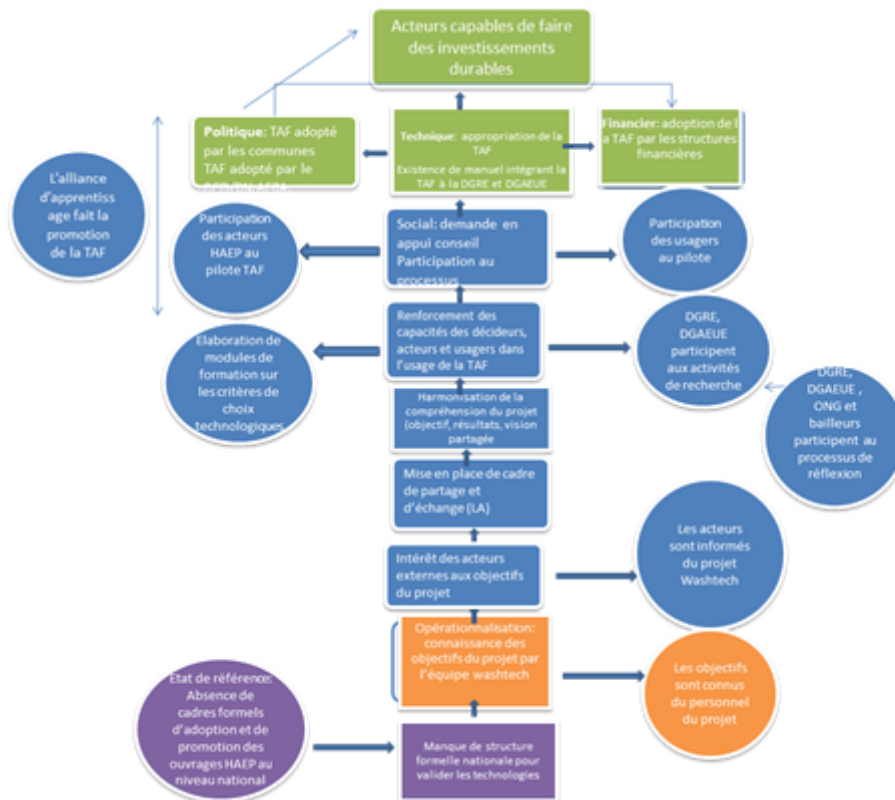 Acteurs capables de faire
des investissements
durables
Politique: TAF adopté
par les communes
TAF adopté par le
Technique: appropriation de la
TAF
Existence de manuel intégrant la
TAF à la DGRE et DGAEUE
Financier: adoption de l
a TAF par les structures
financières
L'alliance
d'apprentiss
age fait la
promotion
de la TAF
Participation
des acteurs
HAEP au
pilote TAF
Social: demande en
appui conseil
Participation au
processus
Participation
des usagers
au pilote
Elaboration de
modules de
formation sur
les critères de
choix
technologiques
Renforcement des
capacités des décideurs,
acteurs et usagers dans
l'usage de la TAF
DGRE,
DGAEUE
participent
aux activités
de recherche
DGRE,
DGAEUE ,
ONG et
bailleurs
participent au
processus de
réflexion
Harmonisation de la
compréhension du projet
(objectif, résultats, vision
partagée
Mise en place de cadre
de partage et
d'échange (LA)
Intérêt des acteurs
externes aux objectifs
du projet
Les acteurs
sont informés
du projet
Washtech
Opérationnalisation:
connaissance des
objectifs du projet par
l'équipe washtech
Les objectifs
sont connus
du personnel
du projet
Etat de référence:
Absence de
cadres formels
d'adoption et de
promotion des
ouvrages HAEP au
niveau national
Manque de structure
formelle nationale pour
valider les technologies